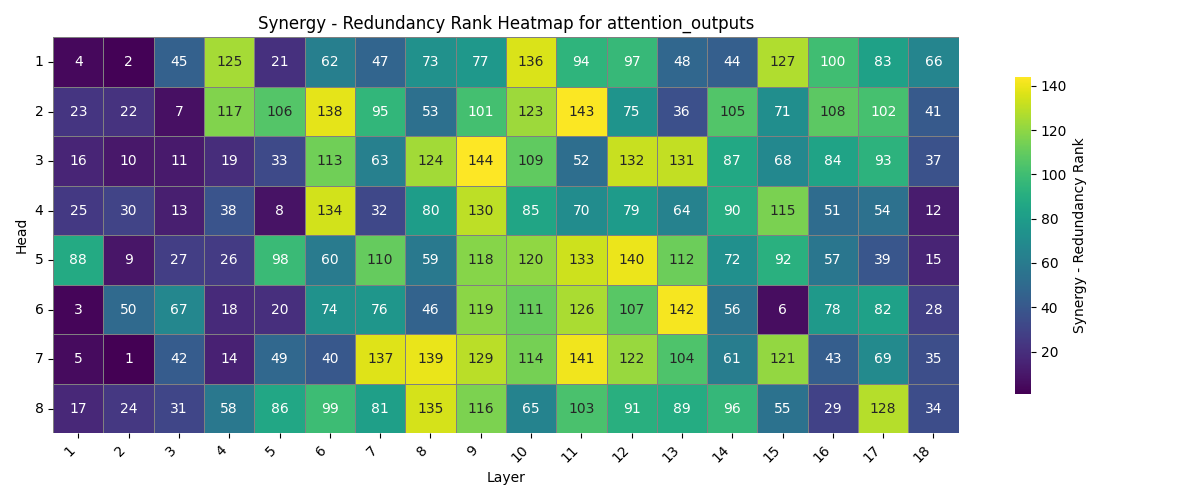 Synergy - Redundancy Rank Heatmap for attention_outputs
1 4 2 45 125 21 62 47 73 77 136 94 97 48 44 127 100 83 66
2 23 22 7 117 106 138 95 53 101 123 143 75 36 105 71 108 102 41
3 16 10 11 19 33 113 63 124 144 109 52 132 131 87 68 84 93 37
4 25 30 13 38 8 134 32 80 130 85 70 79 64 90 115 51 54 12
5 88 9 27 26 98 60 110 59 118 120 133 140 112 72 92 57 39 15
6 3 50 67 18 20 74 76 46 119 111 126 107 142 56 6 78 82 28
7 5 1 42 14 49 40 137 139 129 114 141 122 104 61 121 43 69 35
8 17 24 31 58 86 99 81 135 116 65 103 91 89 96 55 29 128 34
1 2 3 4 5 6 7 8 9 10 11 12 13 14 15 16 17 18
Layer
Head
140
120
100
80
60
40
20
Synergy - Redundancy Rank